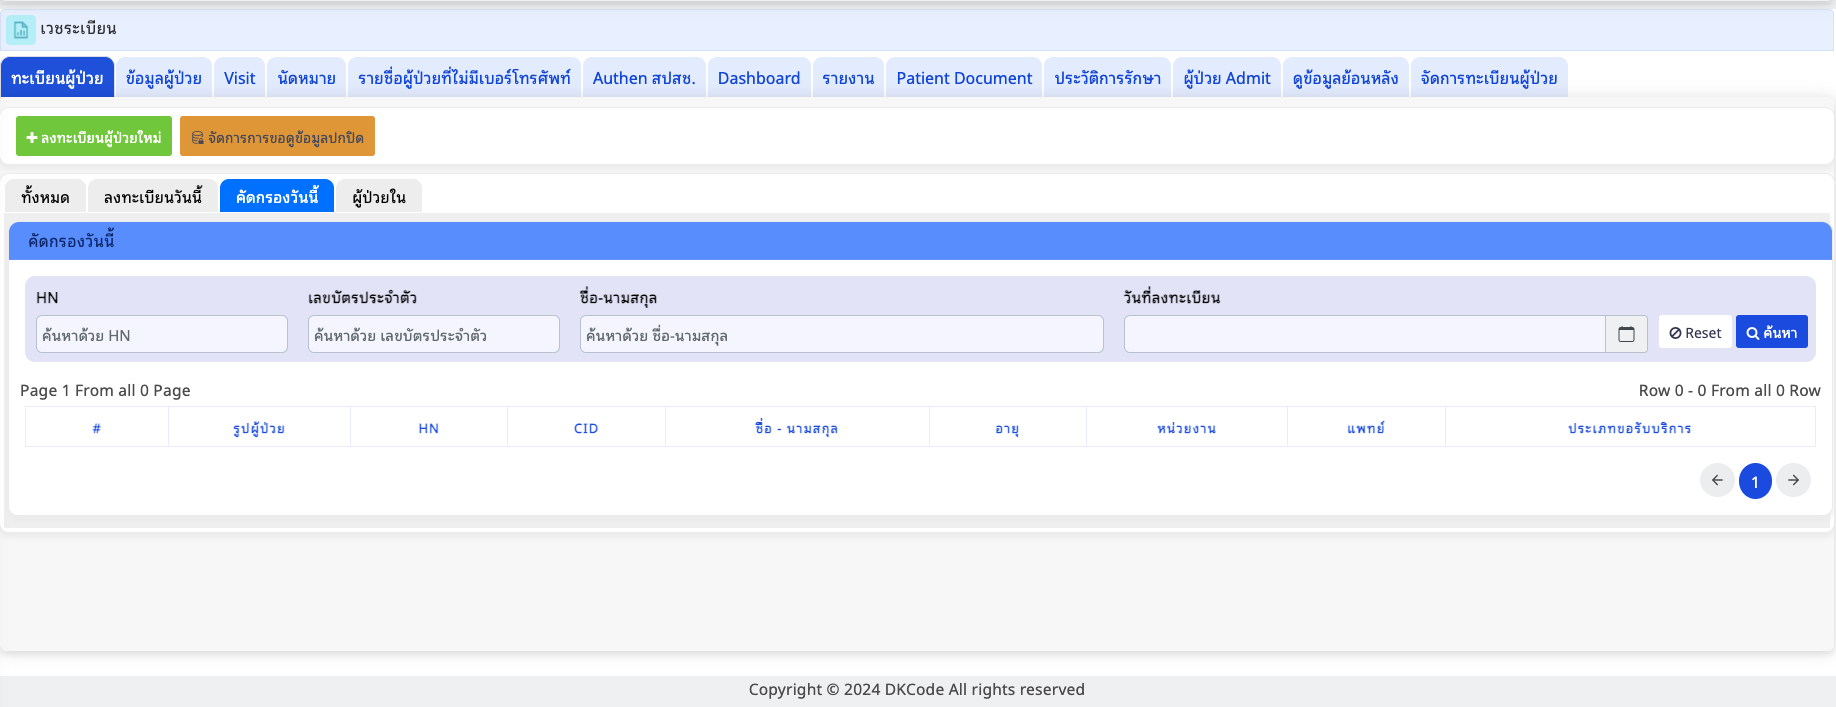 เวชระเบียน
ทะเบียนผู้ป่วย ข้อมูลผู้ป่วย Visit นัดหมาย รายชื่อผู้ป่วยที่ไม่มีเบอร์โทรศัพท์ Authen สปสช. Dashboard รายงาน Patient Document ประวัติการรักษา ผู้ป่วย Admit ดูข้อมูลย้อนหลัง จัดการทะเบียนผู้ป่วย
ลงทะเบียนผู้ป่วยใหม่ จัดการการขอดูข้อมูลปกปิด
ทั้งหมด ลงทะเบียนวันนี้ คัดกรองวันนี้ ผู้ป่วยใน
คัดกรองวันนี้
HN เลขบัตรประจำตัว ชื่อ-นามสกุล วันที่ลงทะเบียน
ค้นหาด้วย HN ค้นหาด้วย เลขบัตรประจำตัว ค้นหาด้วย ชื่อ-นามสกุล Reset ค้นหา
Page 1 From all 0 Page Row 0 - 0 From all 0 Row
# รูปผู้ป่วย HN CID ชื่อ - นามสกุล อายุ หน่วยงาน แพทย์ ประเภทขอรับบริการ
1
Copyright © 2024 DKCode All rights reserved